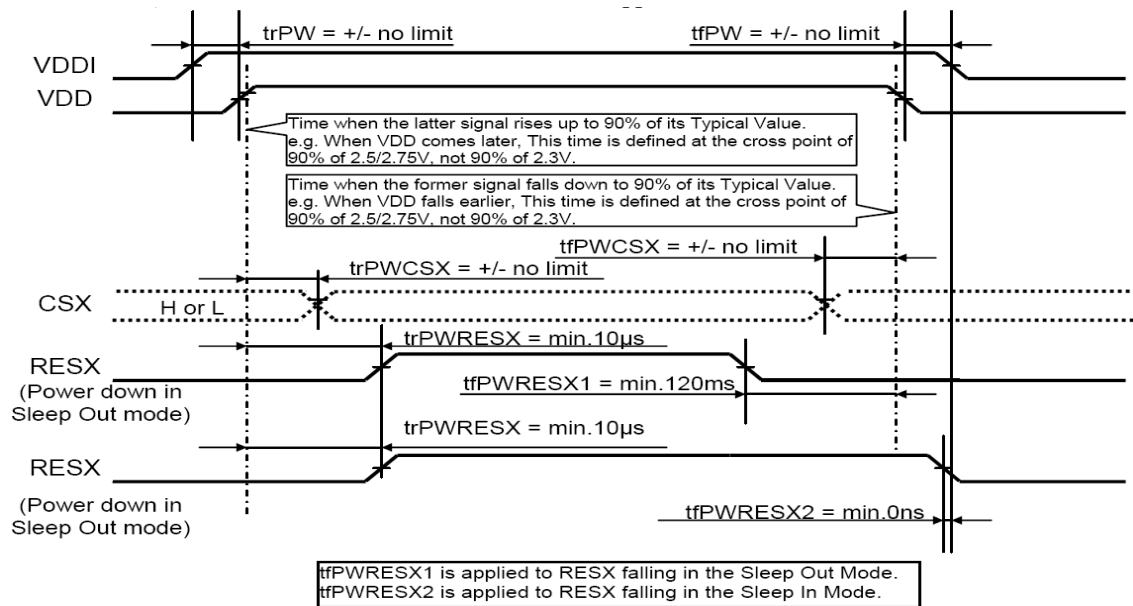 trPW = +/- no limit
tfPW = +/- no limit
VDDI
VDD
Time when the latter signal rises up to 90% of its Typical Value.
e.g. When VDD comes later, This time is defined at the cross point of
90% of 2.5/2.75V, not 90% of 2.3V.
Time when the former signal falls down to 90% of its Typical Value.
e.g. When VDD falls earlier, This time is defined at the cross point of
90% of 2.5/2.75V, not 90% of 2.3V.
tfPWCSX = +/- no limit
trPWCSX = +/- no limit
CSX
H or L
trPWRESX = min.10µs
RESX
(Power down in
Sleep Out mode)
tfPWRESX1 = min.120ms
trPWRESX = min.10µs
RESX
(Power down in
Sleep Out mode)
tfPWRESX2 = min.0ns
tfPWRESX1 is applied to RESX falling in the Sleep Out Mode.
tfPWRESX2 is applied to RESX falling in the Sleep In Mode.